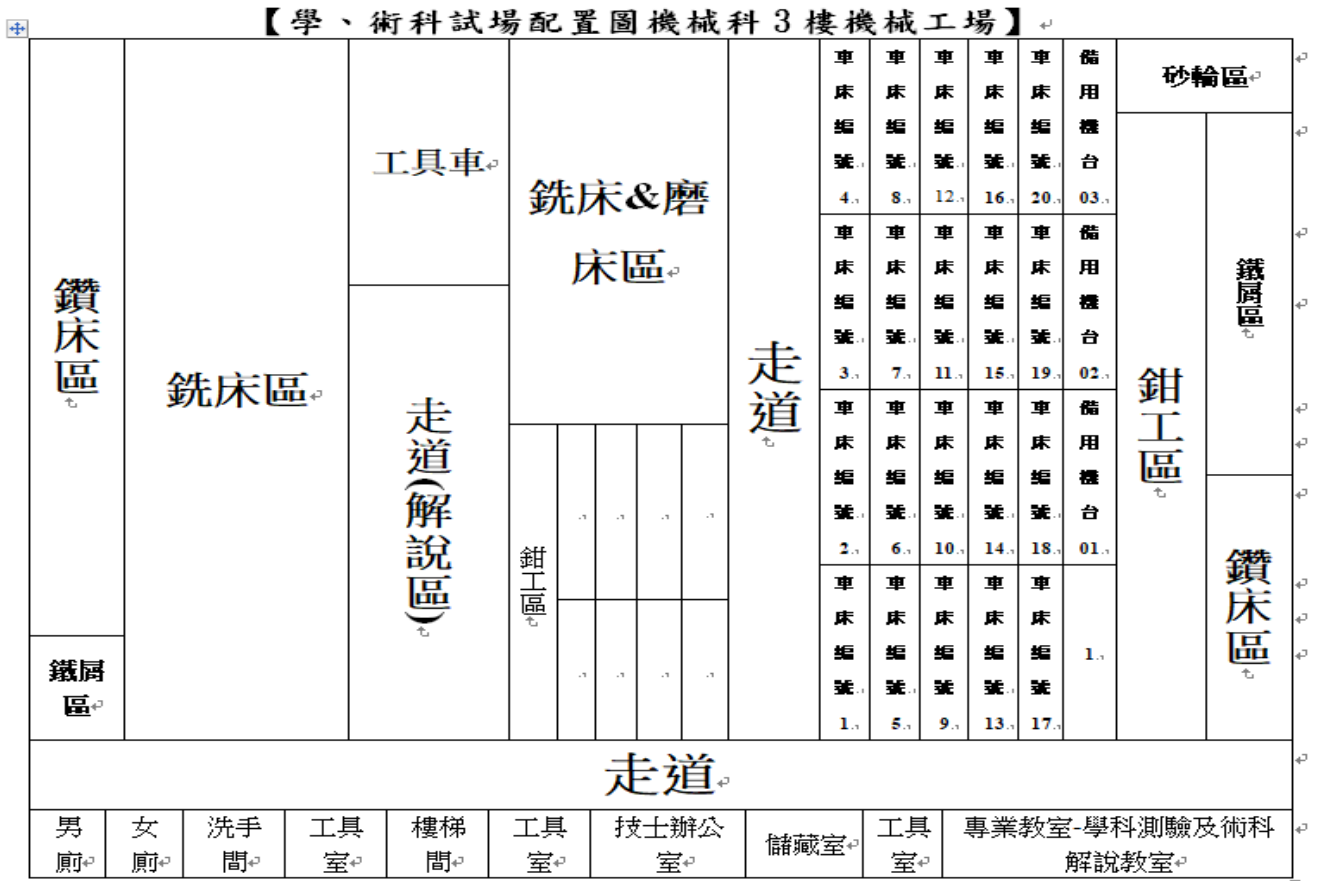 【學、術科試場配置圖機械科3樓機械工場】
鑽床區
鐵屑
區
銑床區
工具車
走道(解說區)
銑床&磨
床區
鉗工區
走道
車床編號4
車床編號8
車床編號12
車床編號16
車床編號20
備用機台03
車床編號3
車床編號7
車床編號11
車床編號15
車床編號19
備用機台02
車床編號2
車床編號6
車床編號10
車床編號14
車床編號18
備用機台01
車床編號1
車床編號5
車床編號9
車床編號13
車床編號17
1
砂輪區
鉗工區
鐵屑區
鑽床區
走道
男
廁
女
廁
洗手
間
工具
室
樓梯
間
工具
室
技士辦公
室
儲藏室
工具
室
專業教室-學科測驗及術科
解說教室